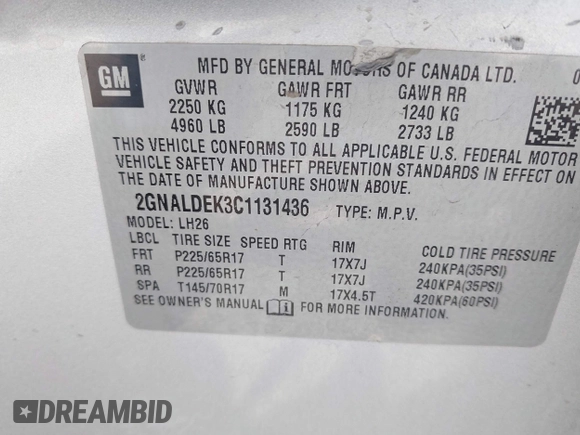 GM ®
MFD BY GENERAL MOTORS OF CANADA LTD. 0
GVWR GAWR FRT GAWR RR
2250 KG 1175 KG 1240 KG
4960 LB 2590 LB 2733 LB
THIS VEHICLE CONFORMS TO ALL APPLICABLE U.S. FEDERAL MOTOR
VEHICLE SAFETY AND THEFT PREVENTION STANDARDS IN EFFECT ON
THE DATE OF MANUFACTURE SHOWN ABOVE.
2GNALDEK3C1131436 TYPE: M.P.V.
MODEL: LH26
LBCL TIRE SIZE SPEED RTG RIM COLD TIRE PRESSURE
FRT P225/65R17 T 17X7J 240KPA(35PSI)
RR P225/65R17 T 17X7J 240KPA(35PSI)
SPA T145/70R17 M 17X4.5T 420KPA(60PSI)
SEE OWNER'S MANUAL FOR MORE INFORMATION
DREAMBID